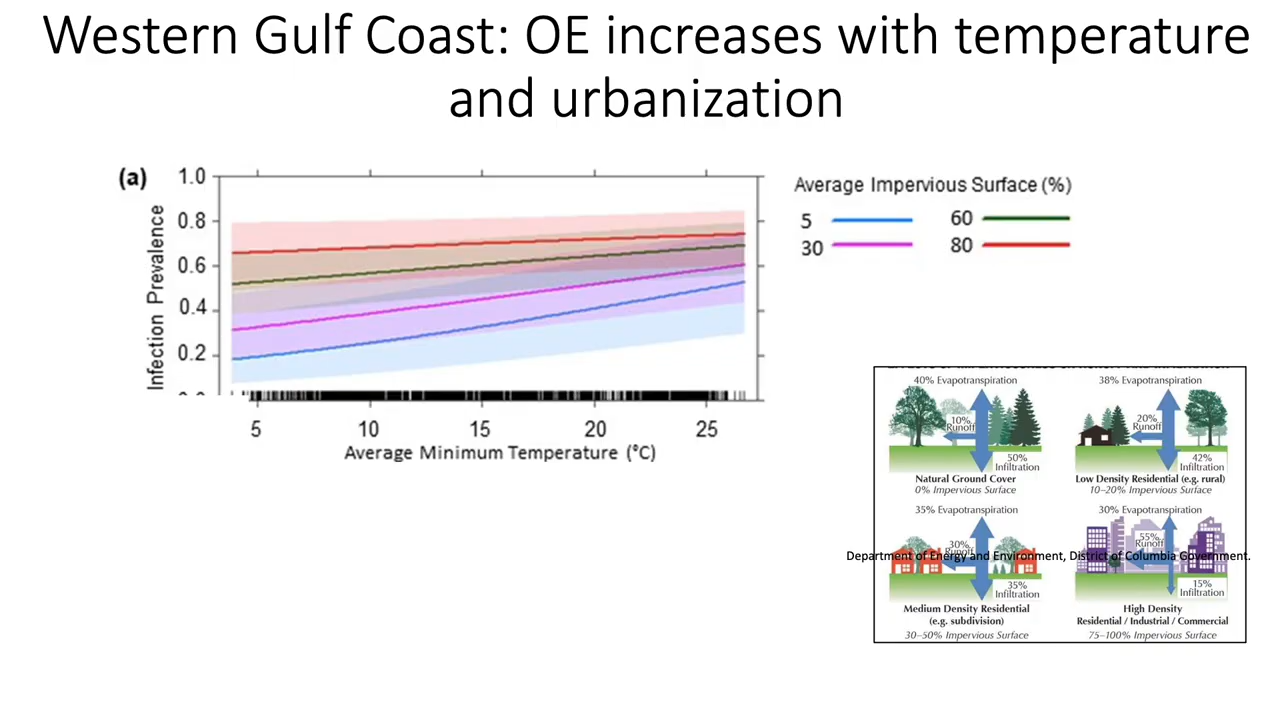 Western Gulf Coast: OE increases with temperature
and urbanization
(a)
Infection Prevalence
1.0
0.8
0.6
0.4
0.2
5
10
15
20
25
Average Minimum Temperature (°C)
Average Impervious Surface (%)
5
60
30
80
40% Evapotranspiration
10%
Runoff
50%
Infiltration
Natural Ground Cover
0% Impervious Surface
38% Evapotranspiration
20%
Runoff
42%
Infiltration
Low Density Residential (e.g. rural)
10–20% Impervious Surface
35% Evapotranspiration
30%
Runoff
35%
Infiltration
Medium Density Residential
(e.g. subdivision)
30–50% Impervious Surface
30% Evapotranspiration
55%
Runoff
15%
Infiltration
High Density
Residential / Industrial / Commercial
75–100% Impervious Surface
Department of Energy and Environment, District of Columbia Government.